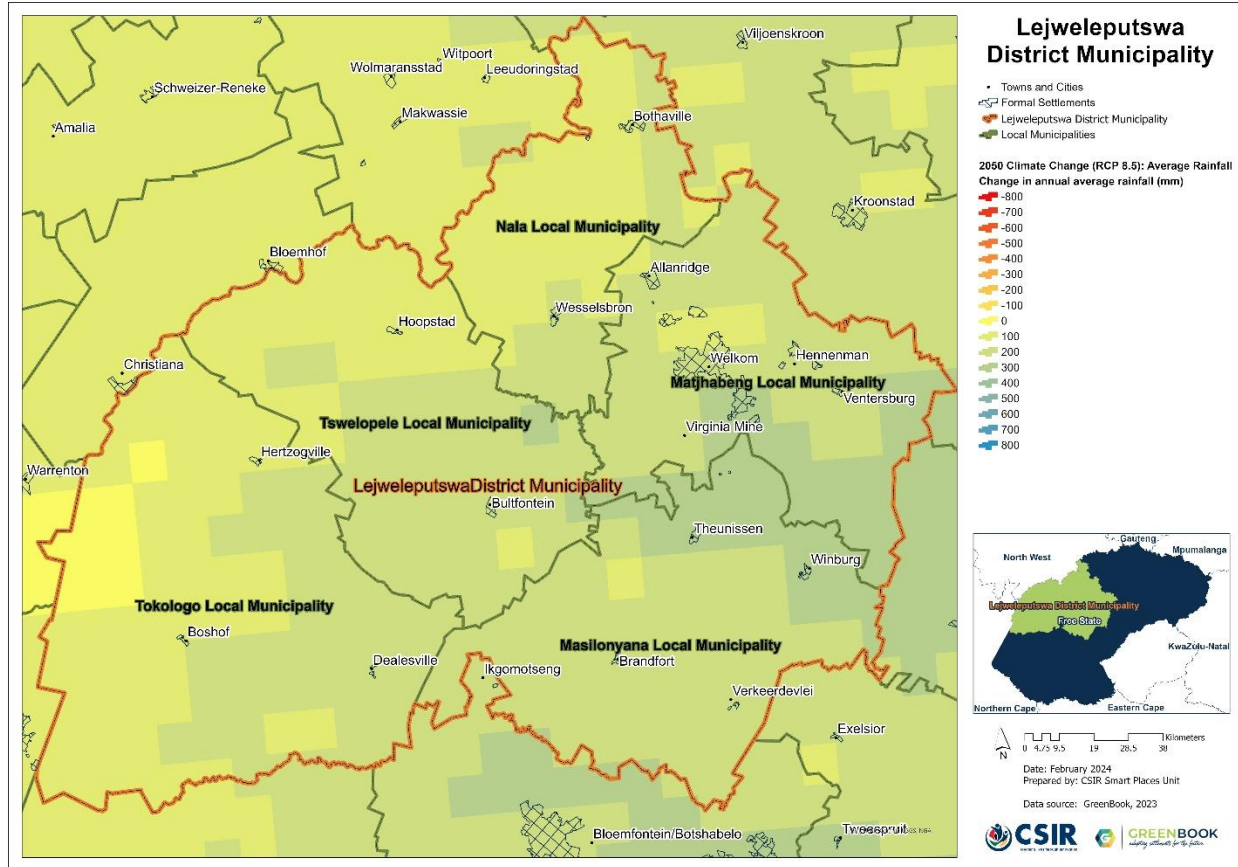 Lejweleputswa
District Municipality
Towns and Cities
Formal Settlements
Lejweleputswa District Municipality
Local Municipalities
2050 Climate Change (RCP 8.5): Average Rainfall
Change in annual average rainfall (mm)
-800
-700
-600
-500
-400
-300
-200
-100
0
100
200
300
400
500
600
700
800
Viljoenskroon
Witpoort
Wolmaransstad
Leeudoringstad
Schweizer-Reneke
Makwassie
Amalia
Bothaville
Kroonstad
Nala Local Municipality
Bloemhof
Allanridge
Wesselsbron
Hoopstad
Christiana
Welkom
Hennenman
Matjhabeng Local Municipality
Ventersburg
Tswelopele Local Municipality
Virginia Mine
Hertzogville
Warrenton
LejweleputswaDistrict Municipality
Bultfontein
Theunissen
Winburg
Tokologo Local Municipality
Boshof
Masilonyana Local Municipality
Brandfort
Dealesville
Ikgomotseng
Verkeerdevlei
Exelsior
Bloemfontein/Botshabelo
Tweespruit
Gauteng
North West
Mpumalanga
Lejweleputswa District Municipality
Free State
KwaZulu-Natal
Northern Cape
Eastern Cape
Kilometers
0 4.75 9.5 19 28.5 38
N
Date: February 2024
Prepared by: CSIR Smart Places Unit
Data source: GreenBook, 2023
CSIR
GREENBOOK
adapting settlements for the future